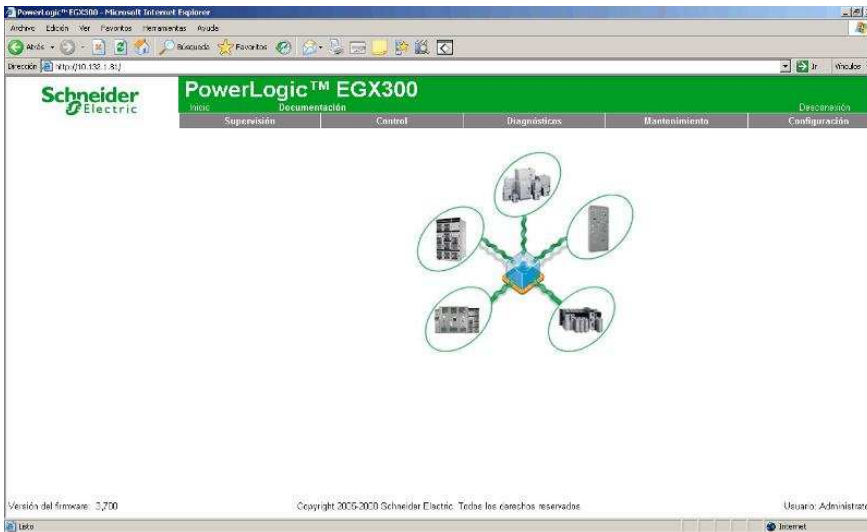 PowerLogic™ EGX300 - Microsoft Internet Explorer
Archivo Edición Ver Favoritos Herramientas Ayuda
Atrás Búsqueda Favoritos
Dirección http://10.132.1.81/ Ir Vínculos
Schneider Electric
PowerLogic™ EGX300
Inicio Documentación Desconexión
Supervisión Control Diagnósticos Mantenimiento Configuración
Versión del firmware: 3,700 Copyright 2005-2008 Schneider Electric. Todos los derechos reservados. Usuario: Administra
Listo Internet